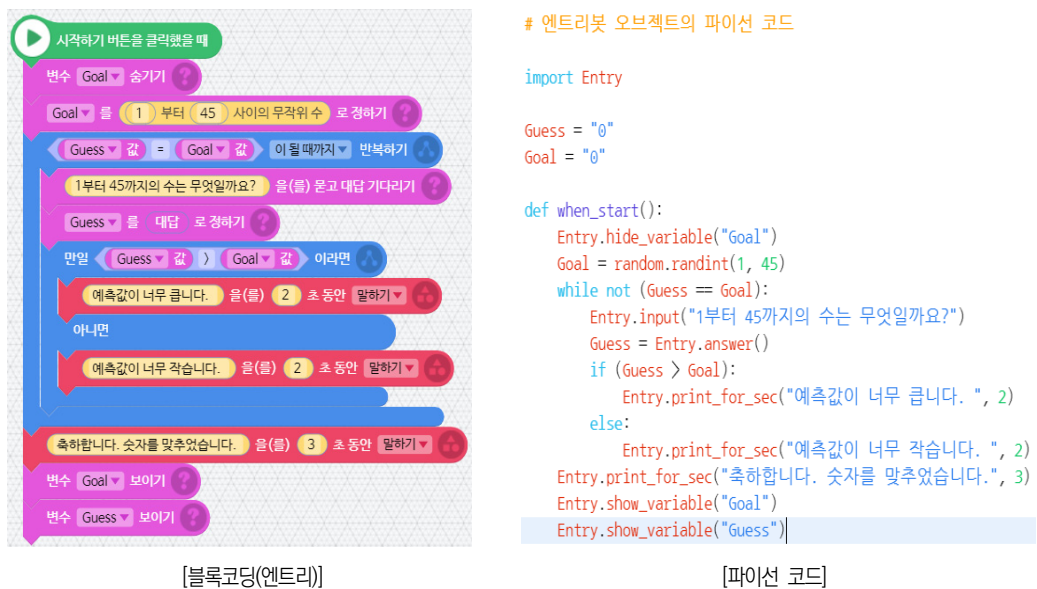 시작하기 버튼을 클릭했을 때
변수 Goal 숨기기 ?
Goal 를 1 부터 45 사이의 무작위 수 로 정하기 ?
Guess 값 = Goal 값 이 될 때까지 반복하기
1부터 45까지의 수는 무엇일까요? 을(를) 묻고 대답 기다리기 ?
Guess 를 대답 로 정하기 ?
만일 Guess 값 > Goal 값 이라면
예측값이 너무 큽니다. 을(를) 2 초 동안 말하기
아니면
예측값이 너무 작습니다. 을(를) 2 초 동안 말하기
축하합니다. 숫자를 맞추었습니다. 을(를) 3 초 동안 말하기
변수 Goal 보이기 ?
변수 Guess 보이기 ?
[블록코딩(엔트리)]
# 엔트리봇 오브젝트의 파이선 코드
import Entry
Guess = "0"
Goal = "0"
def when_start():
    Entry.hide_variable("Goal")
    Goal = random.randint(1, 45)
    while not (Guess == Goal):
        Entry.input("1부터 45까지의 수는 무엇일까요?")
        Guess = Entry.answer()
        if (Guess > Goal):
            Entry.print_for_sec("예측값이 너무 큽니다. ", 2)
        else:
            Entry.print_for_sec("예측값이 너무 작습니다. ", 2)
    Entry.print_for_sec("축하합니다. 숫자를 맞추었습니다.", 3)
    Entry.show_variable("Goal")
    Entry.show_variable("Guess")
[파이선 코드]